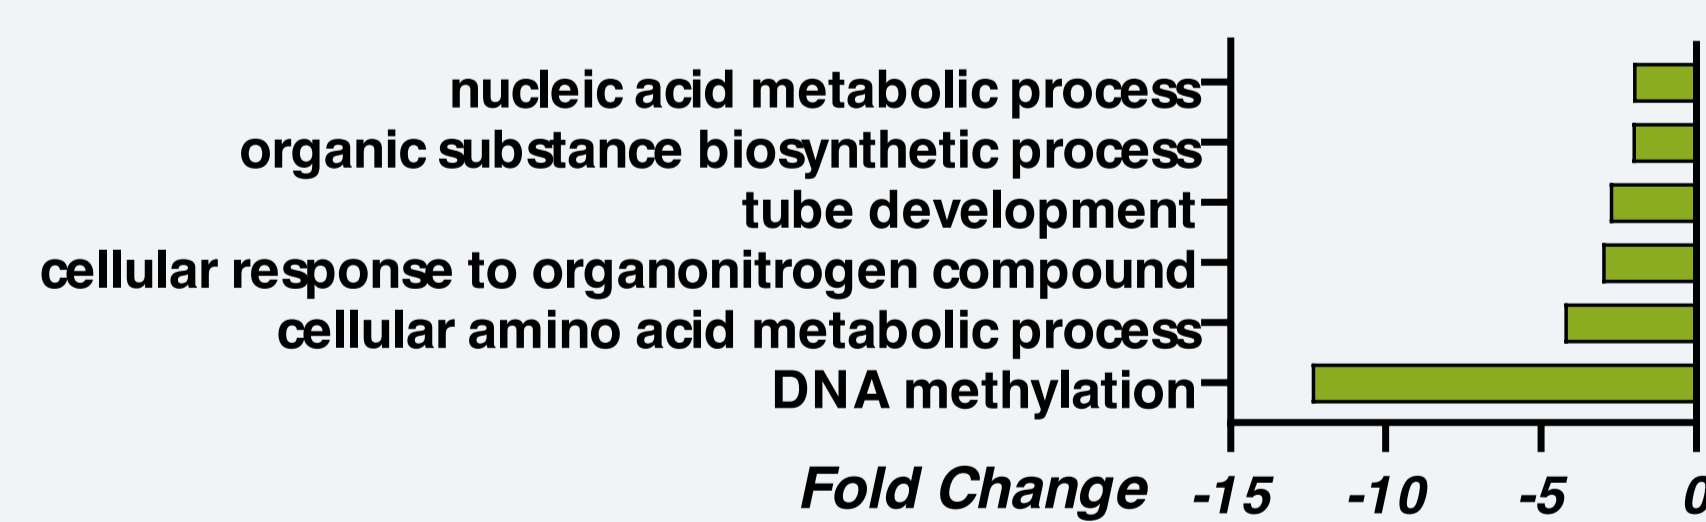 nucleic acid metabolic process
organic substance biosynthetic process
tube development
cellular response to organonitrogen compound
cellular amino acid metabolic process
DNA methylation
Fold Change -15 -10 -5 0